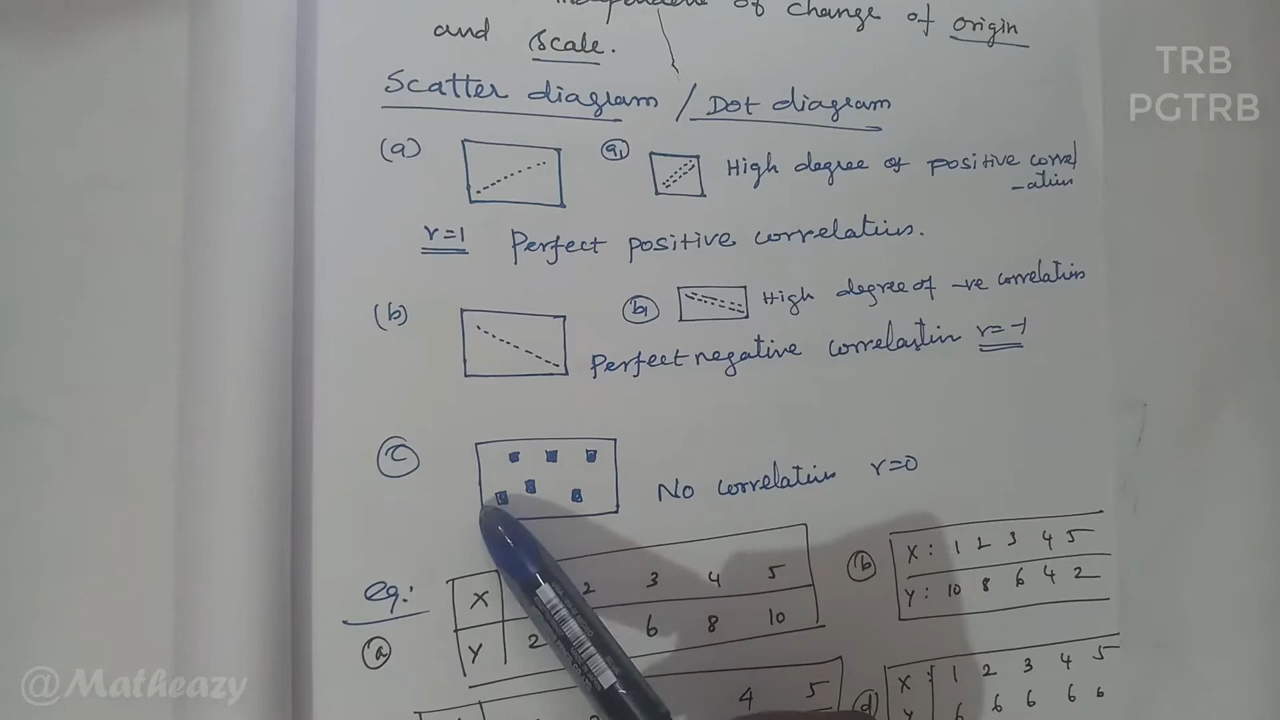 of change of origin
and scale.
Scatter diagram / Dot diagram
(a) a1 High degree of positive correl
-ation
r=1 Perfect positive correlation.
(b) b1 High degree of -ve correlation
Perfect negative correlation r=-1
C No correlation r=0
eg:
a
X 2 3 4 5
Y 2 6 8 10
b
X: 1 2 3 4 5
Y: 10 8 6 4 2
4 5
d
X: 1 2 3 4 5
Y 6 6 6 6 6
TRB
PGTRB
@Matheazy